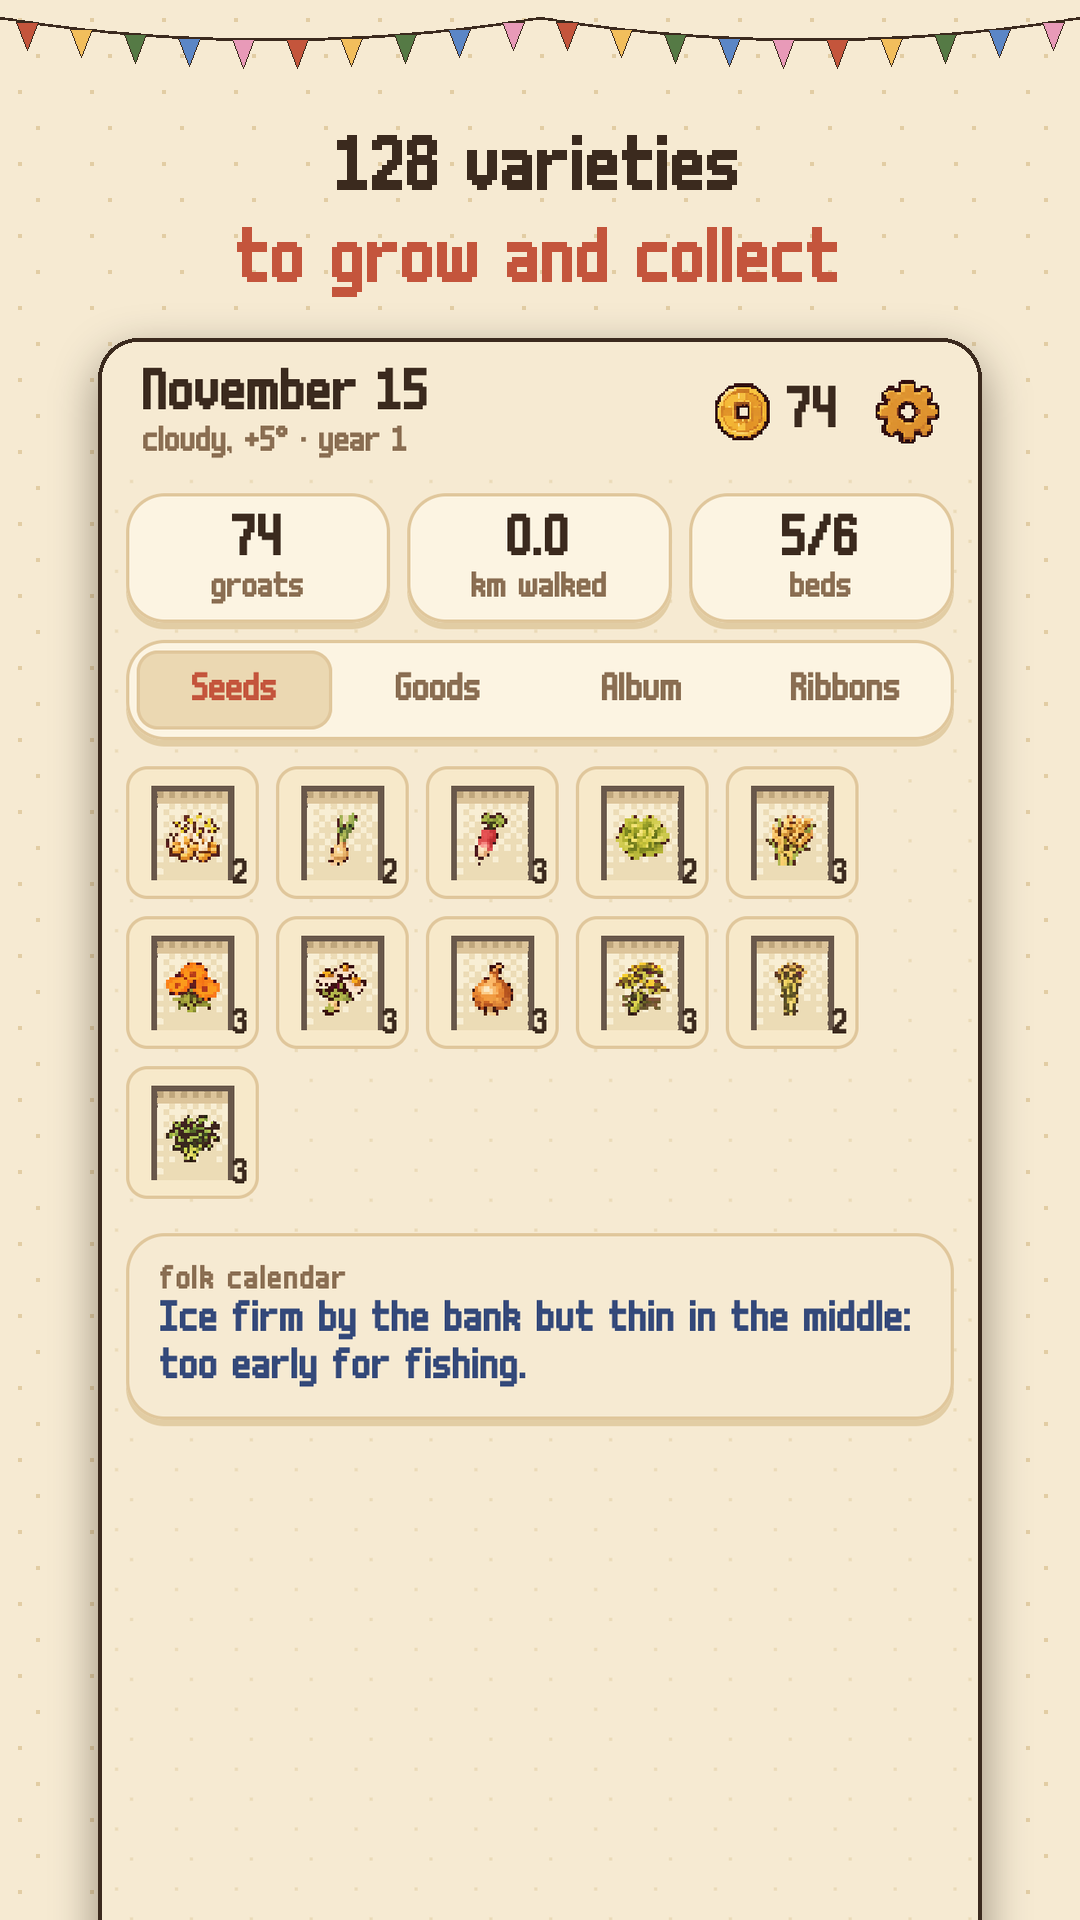 128 varieties
to grow and collect
November 15
cloudy, +5° · year 1
74
74
groats
0.0
km walked
5/6
beds
Seeds
Goods
Album
Ribbons
2
2
3
2
3
3
3
3
3
2
3
folk calendar
Ice firm by the bank but thin in the middle:
too early for fishing.